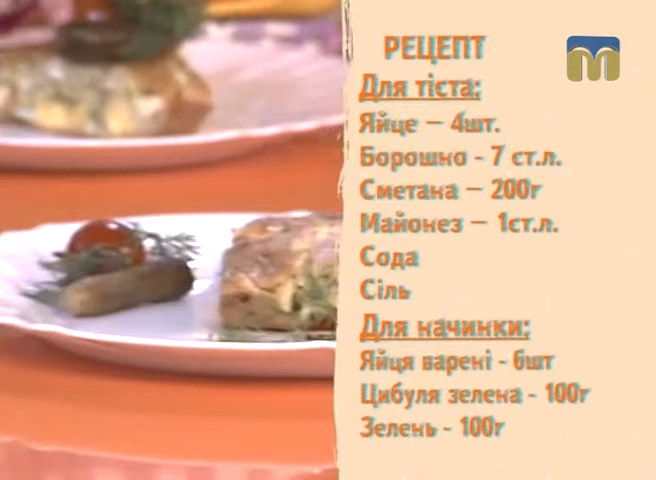 РЕЦЕПТ
Для тіста:
Яйце – 4шт.
Борошно - 7 ст.л.
Сметана – 200г
Майонез – 1ст.л.
Сода
Сіль
Для начинки:
Яйця варені - 6шт
Цибуля зелена - 100г
Зелень - 100г